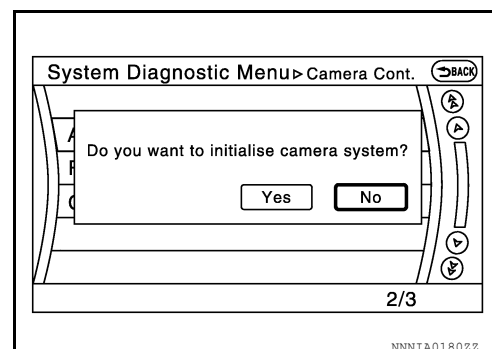 System Diagnostic Menu▷Camera Cont.
BACK
Do you want to initialise camera system?
Yes
No
2/3
NNNIA0180ZZ